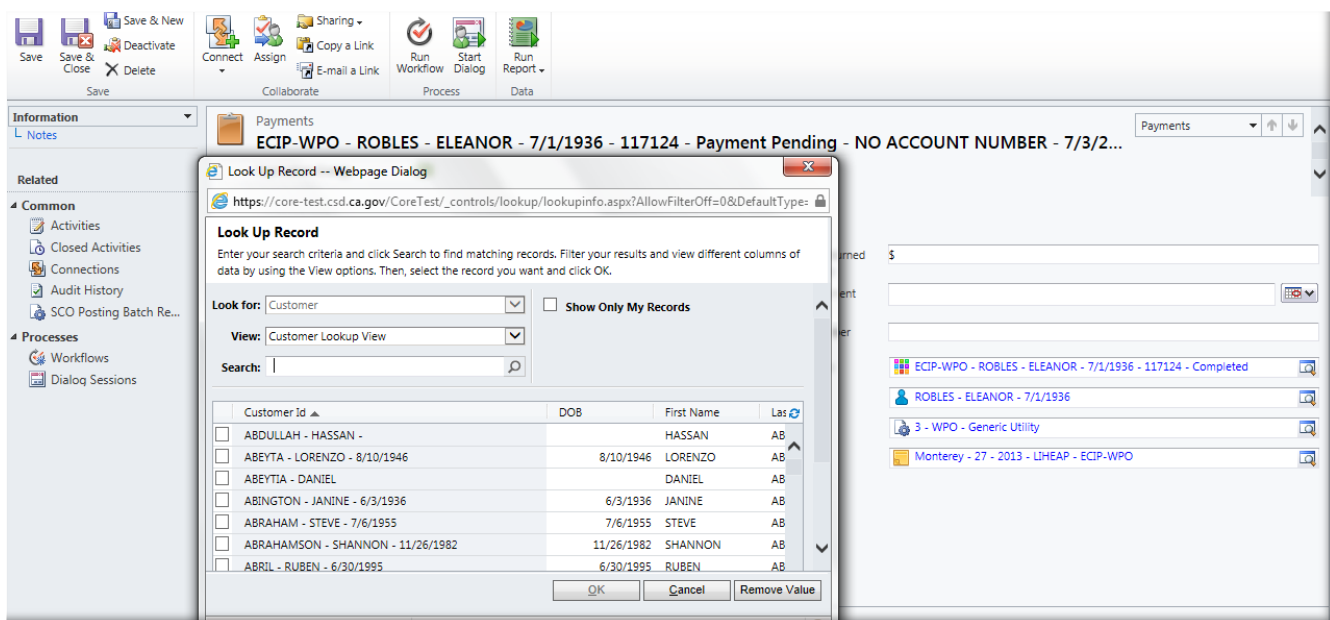 Save
Save & Close
Save & New
Deactivate
Delete
Save
Connect
Assign
Sharing
Copy a Link
E-mail a Link
Collaborate
Run Workflow
Start Dialog
Process
Run Report
Data
Information
Notes
Related
Common
Activities
Closed Activities
Connections
Audit History
SCO Posting Batch Re...
Processes
Workflows
Dialog Sessions
Payments
ECIP-WPO - ROBLES - ELEANOR - 7/1/1936 - 117124 - Payment Pending - NO ACCOUNT NUMBER - 7/3/2...
Payments
Look Up Record -- Webpage Dialog
https://core-test.csd.ca.gov/CoreTest/_controls/lookup/lookupinfo.aspx?AllowFilterOff=0&DefaultType=
Look Up Record
Enter your search criteria and click Search to find matching records. Filter your results and view different columns of
data by using the View options. Then, select the record you want and click OK.
Look for: Customer
Show Only My Records
View: Customer Lookup View
Search:
Customer Id DOB First Name Las
ABDULLAH - HASSAN - HASSAN AB
ABEYTA - LORENZO - 8/10/1946 8/10/1946 LORENZO AB
ABEYTIA - DANIEL DANIEL AB
ABINGTON - JANINE - 6/3/1936 6/3/1936 JANINE AB
ABRAHAM - STEVE - 7/6/1955 7/6/1955 STEVE AB
ABRAHAMSON - SHANNON - 11/26/1982 11/26/1982 SHANNON AB
ABRIL - RUBEN - 6/30/1995 6/30/1995 RUBEN AB
OK Cancel Remove Value
urned $
ent
er
ECIP-WPO - ROBLES - ELEANOR - 7/1/1936 - 117124 - Completed
ROBLES - ELEANOR - 7/1/1936
3 - WPO - Generic Utility
Monterey - 27 - 2013 - LIHEAP - ECIP-WPO